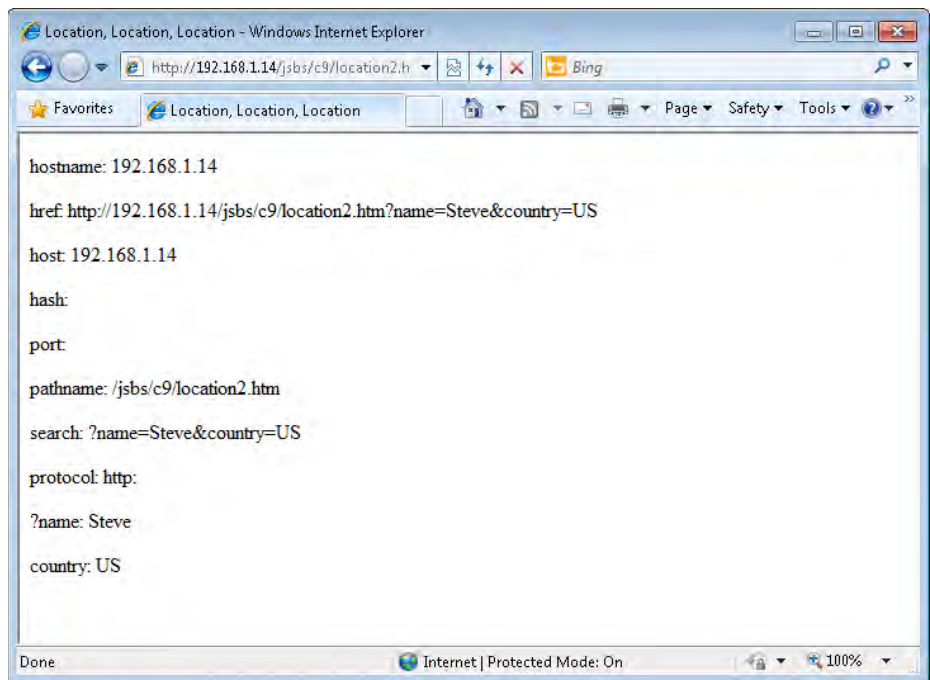 Location, Location, Location - Windows Internet Explorer
http://192.168.1.14/jsbs/c9/location2.h
Bing
Favorites
Location, Location, Location
Page
Safety
Tools
hostname: 192.168.1.14
href: http://192.168.1.14/jsbs/c9/location2.htm?name=Steve&country=US
host: 192.168.1.14
hash:
port:
pathname: /jsbs/c9/location2.htm
search: ?name=Steve&country=US
protocol: http:
?name: Steve
country: US
Done
Internet | Protected Mode: On
100%